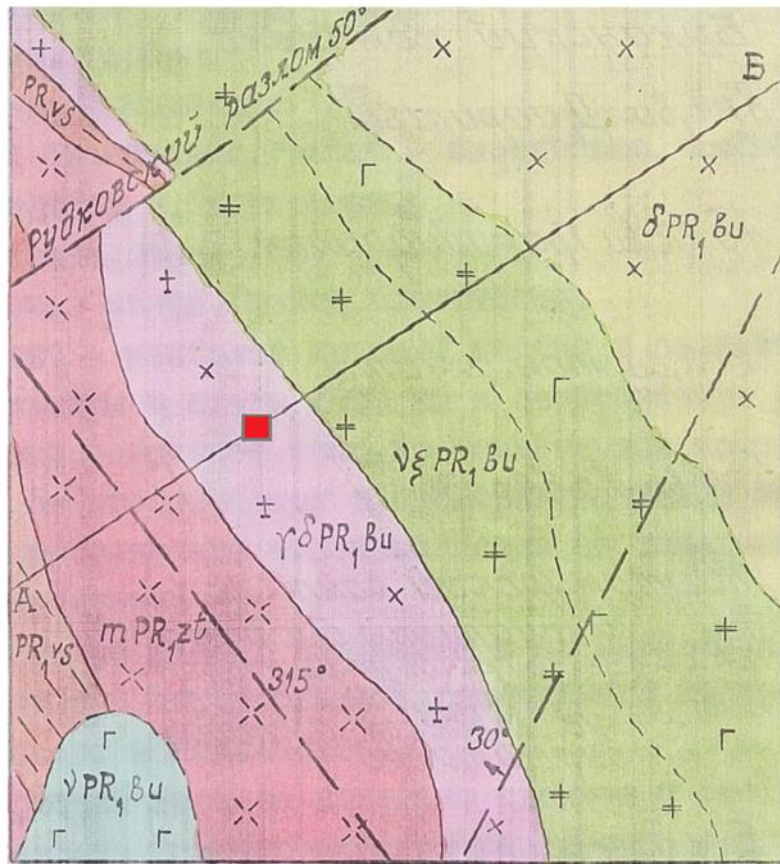 PR₁vs
Рудковский разлом 50°
Б
δPR₁bu
νξPR₁bu
γδPR₁bu
А
PR₁vs
mPR₁zt
315°
30°
νPR₁bu